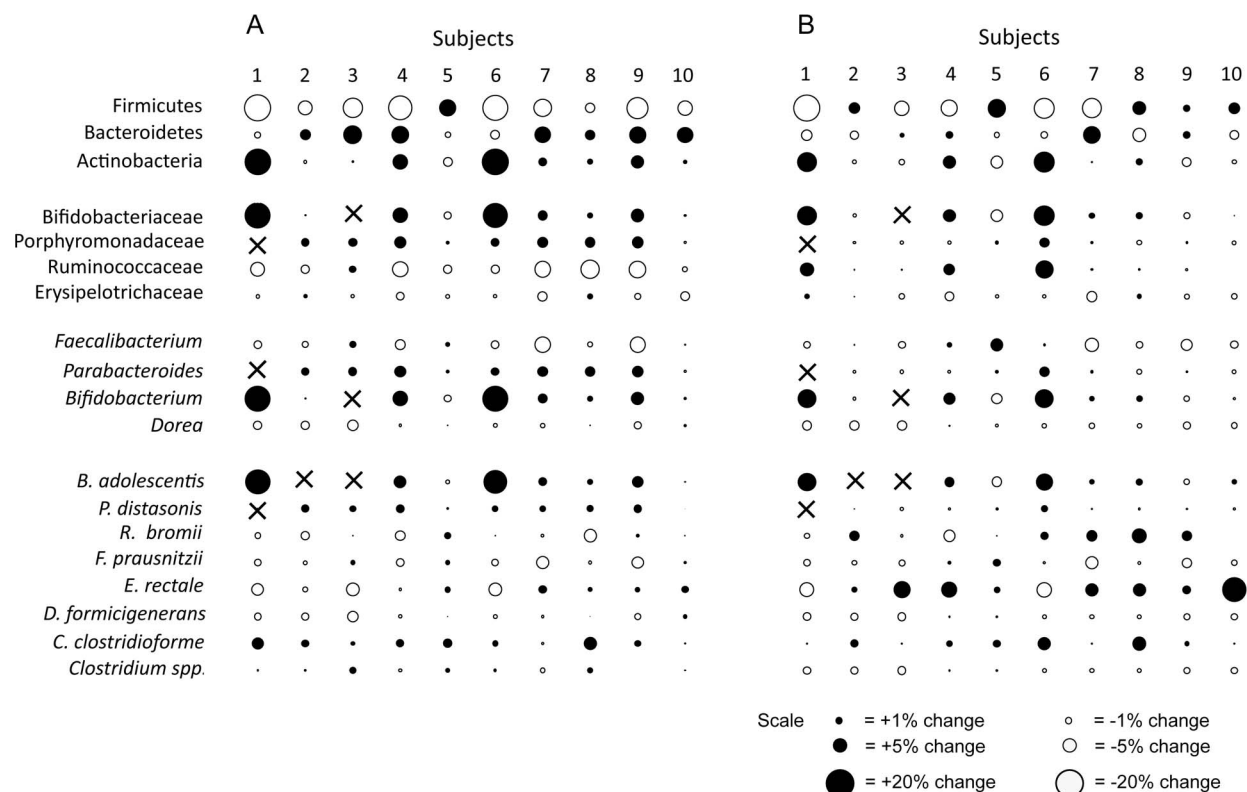 A
B
Subjects
Subjects
1 2 3 4 5 6 7 8 9 10
1 2 3 4 5 6 7 8 9 10
Firmicutes
Bacteroidetes
Actinobacteria
Bifidobacteriaceae
Porphyromonadaceae
Ruminococcaceae
Erysipelotrichaceae
Faecalibacterium
Parabacteroides
Bifidobacterium
Dorea
B. adolescentis
P. distasonis
R. bromii
F. prausnitzii
E. rectale
D. formicigenerans
C. clostridioforme
Clostridium spp.
Scale = +1% change = -1% change
= +5% change = -5% change
= +20% change = -20% change